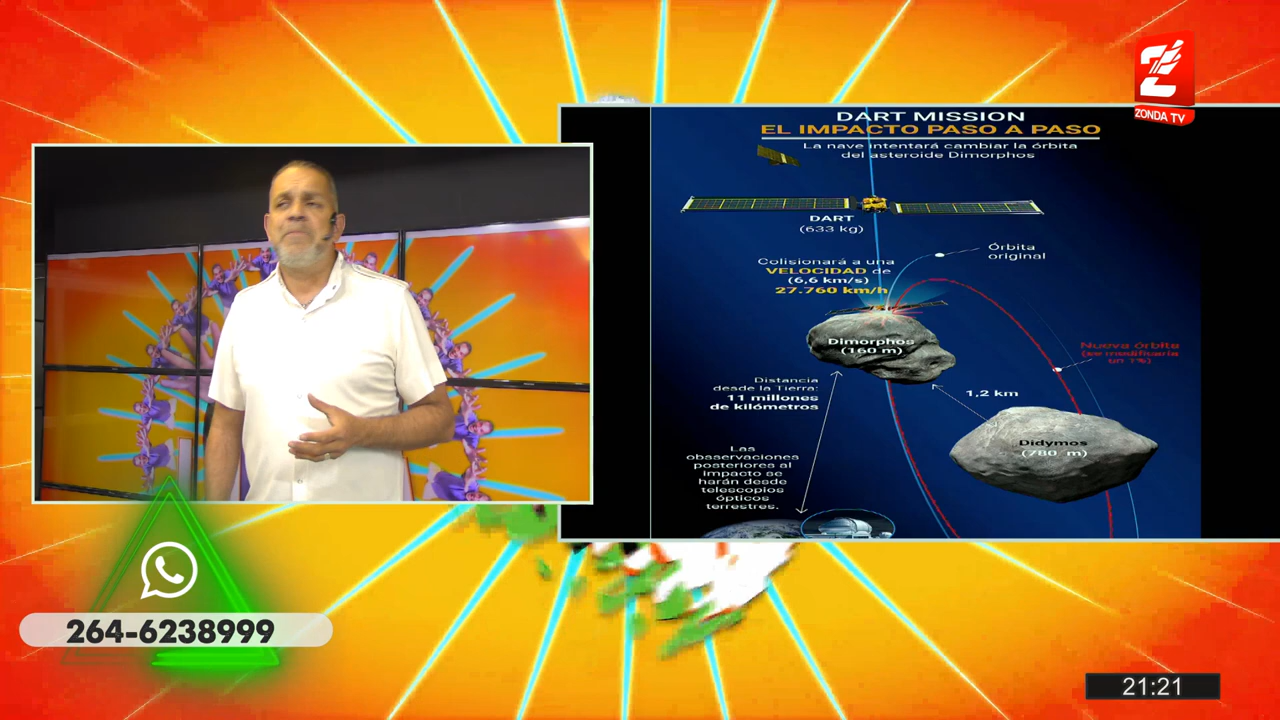 ZONDA TV
DART MISSION
EL IMPACTO PASO A PASO
La nave intentará cambiar la órbita
del asteroide Dimorphos
DART
(633 kg)
Órbita
original
Colisionará a una
VELOCIDAD de
(6,6 km/s)
27.760 km/h
Dimorphos
(160 m)
Nueva órbita
(se modificaría
un 1%)
Distancia
desde la Tierra:
11 millones
de kilómetros
1,2 km
Didymos
(780 m)
Las
obsservaciones
posteriores al
impacto se
harán desde
telescopios
ópticos
terrestres.
264-6238999
21:21